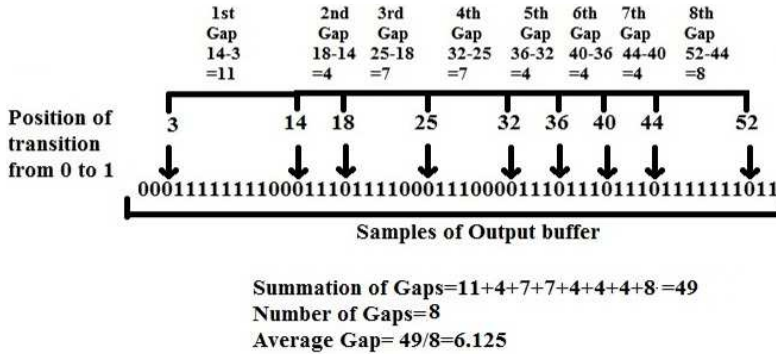 1st 2nd 3rd 4th 5th 6th 7th 8th
Gap Gap Gap Gap Gap Gap Gap Gap
14-3 18-14 25-18 32-25 36-32 40-36 44-40 52-44
=11 =4 =7 =7 =4 =4 =4 =8
Position of transition from 0 to 1
3 14 18 25 32 36 40 44 52
000111111110001110111100011100001110111011101111111011
Samples of Output buffer
Summation of Gaps=11+4+7+7+4+4+4+8=49
Number of Gaps=8
Average Gap= 49/8=6.125